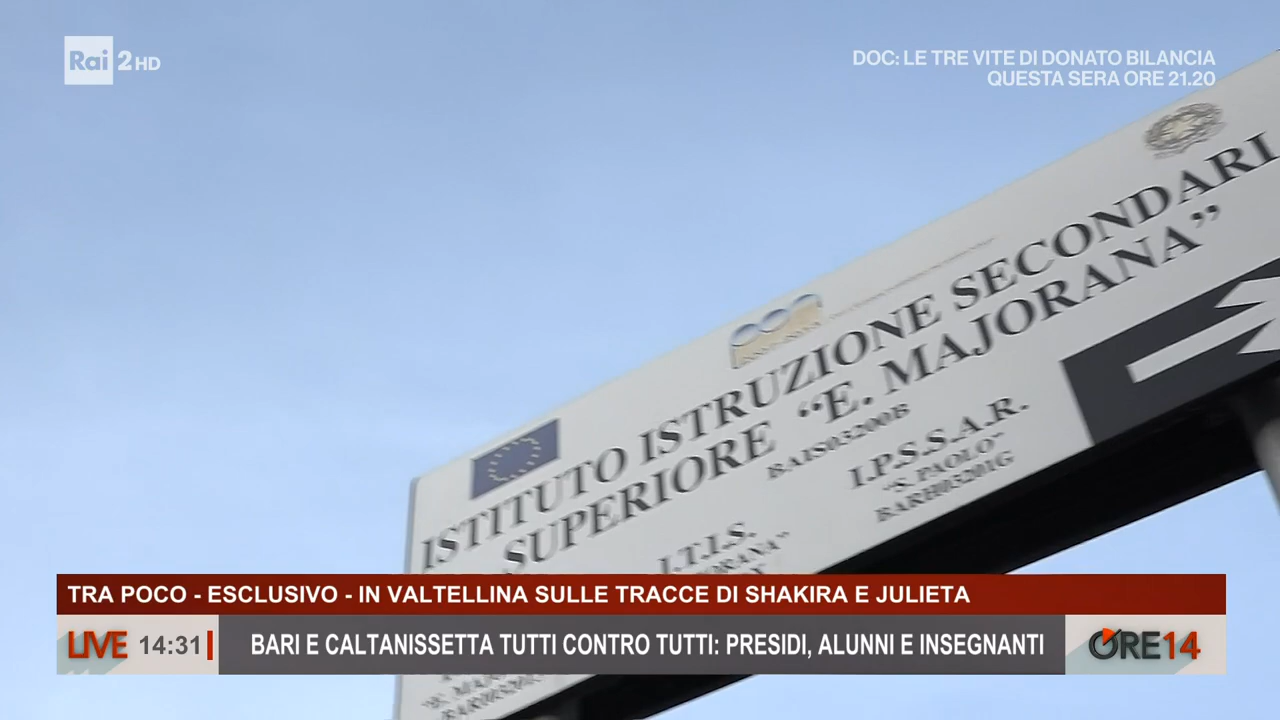 Rai 2 HD
DOC: LE TRE VITE DI DONATO BILANCIA
QUESTA SERA ORE 21.20
ISTITUTO ISTRUZIONE SECONDARI
SUPERIORE “E. MAJORANA”
BAIS03200B
I.P.S.S.A.R.
“S. PAOLO”
BARH03201G
I.T.I.S.
TRA POCO - ESCLUSIVO - IN VALTELLINA SULLE TRACCE DI SHAKIRA E JULIETA
LIVE 14:31
BARI E CALTANISSETTA TUTTI CONTRO TUTTI: PRESIDI, ALUNNI E INSEGNANTI
ORE14